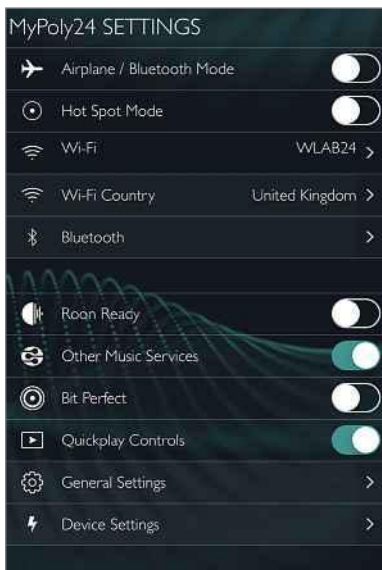 MyPoly24 SETTINGS
Airplane / Bluetooth Mode
Hot Spot Mode
Wi-Fi WLAB24
Wi-Fi Country United Kingdom
Bluetooth
Roon Ready
Other Music Services
Bit Perfect
Quickplay Controls
General Settings
Device Settings